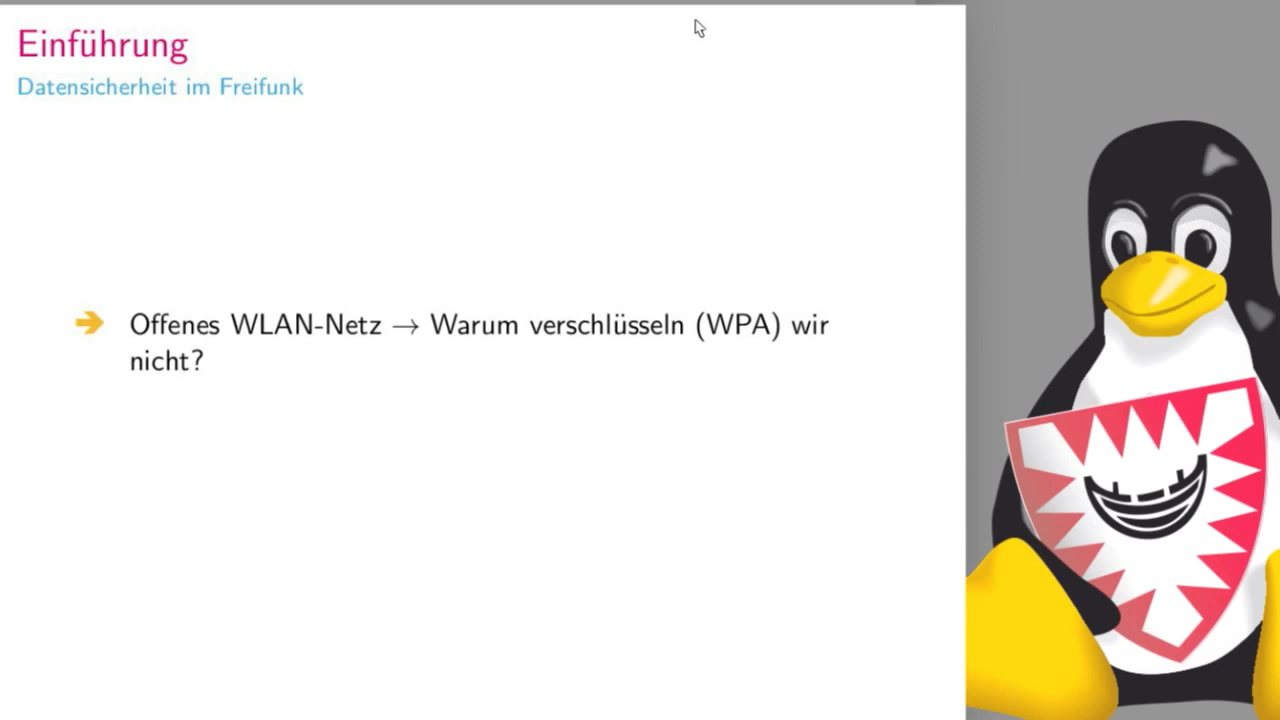 Einführung
Datensicherheit im Freifunk
➔ Offenes WLAN-Netz → Warum verschlüsseln (WPA) wir
nicht?